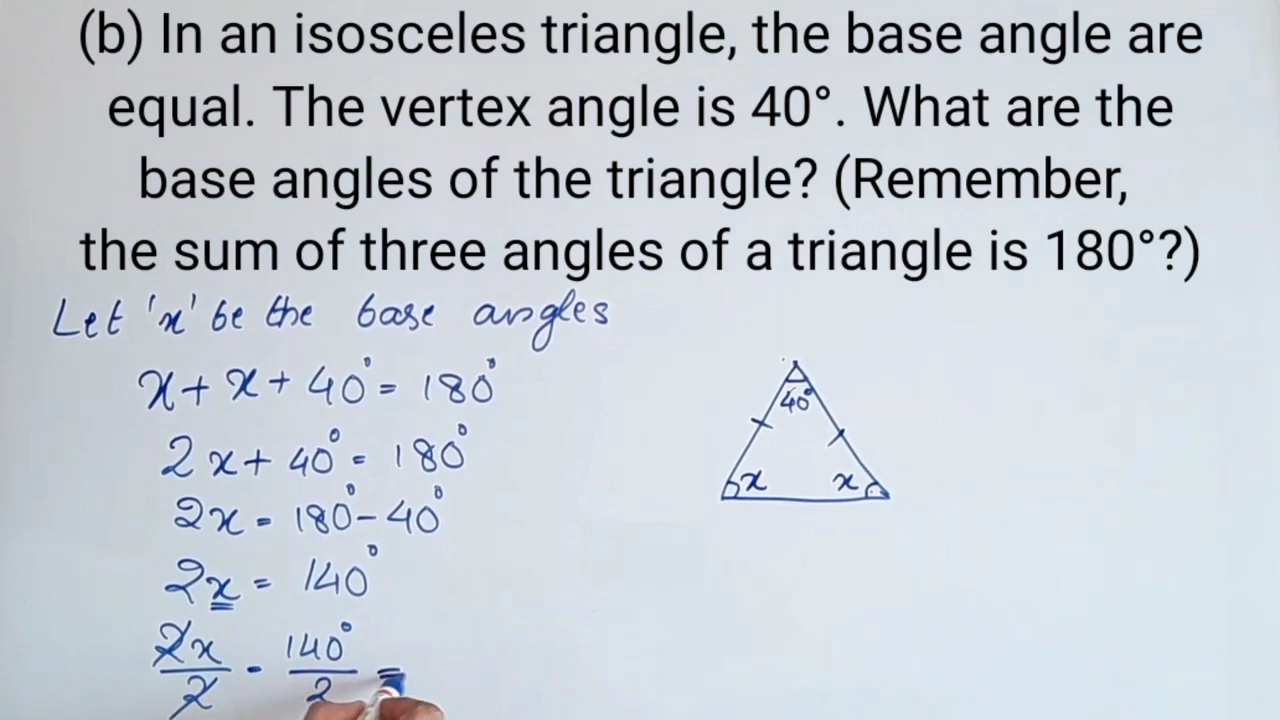 (b) In an isosceles triangle, the base angle are
equal. The vertex angle is 40°. What are the
base angles of the triangle? (Remember,
the sum of three angles of a triangle is 180°?)
Let 'x' be the base angles
x + x + 40° = 180°
2x + 40° = 180°
2x = 180° - 40°
2x = 140°
2x/2 = 140°/2 =
40°
x x